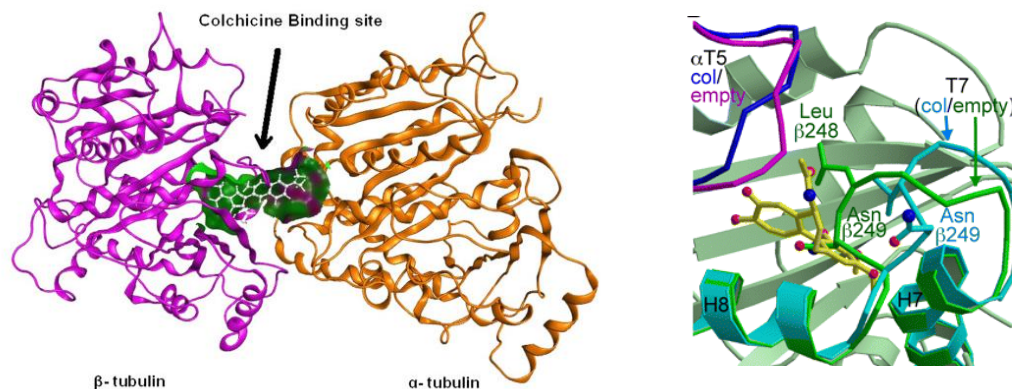 Colchicine Binding site
β- tubulin
α- tubulin
αT5
col/
empty
Leu
β248
T7
(col/empty)
Asn
β249
Asn
β249
H8
H7